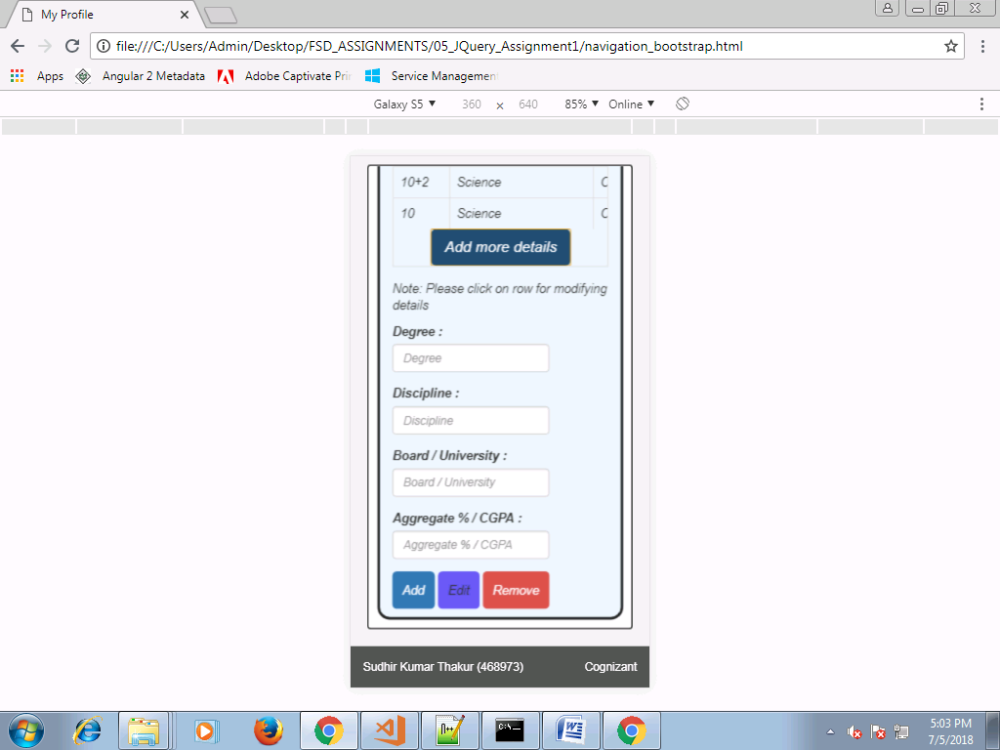 My Profile
file:///C:/Users/Admin/Desktop/FSD_ASSIGNMENTS/05_JQuery_Assignment1/navigation_bootstrap.html
Apps Angular 2 Metadata Adobe Captivate Pri Service Managemen
Galaxy S5 ▼ 360 x 640 85% ▼ Online ▼
10+2 Science C
10 Science C
Add more details
Note: Please click on row for modifying
details
Degree :
Degree
Discipline :
Discipline
Board / University :
Board / University
Aggregate % / CGPA :
Aggregate % / CGPA
Add Edit Remove
Sudhir Kumar Thakur (468973) Cognizant
5:03 PM
7/5/2018